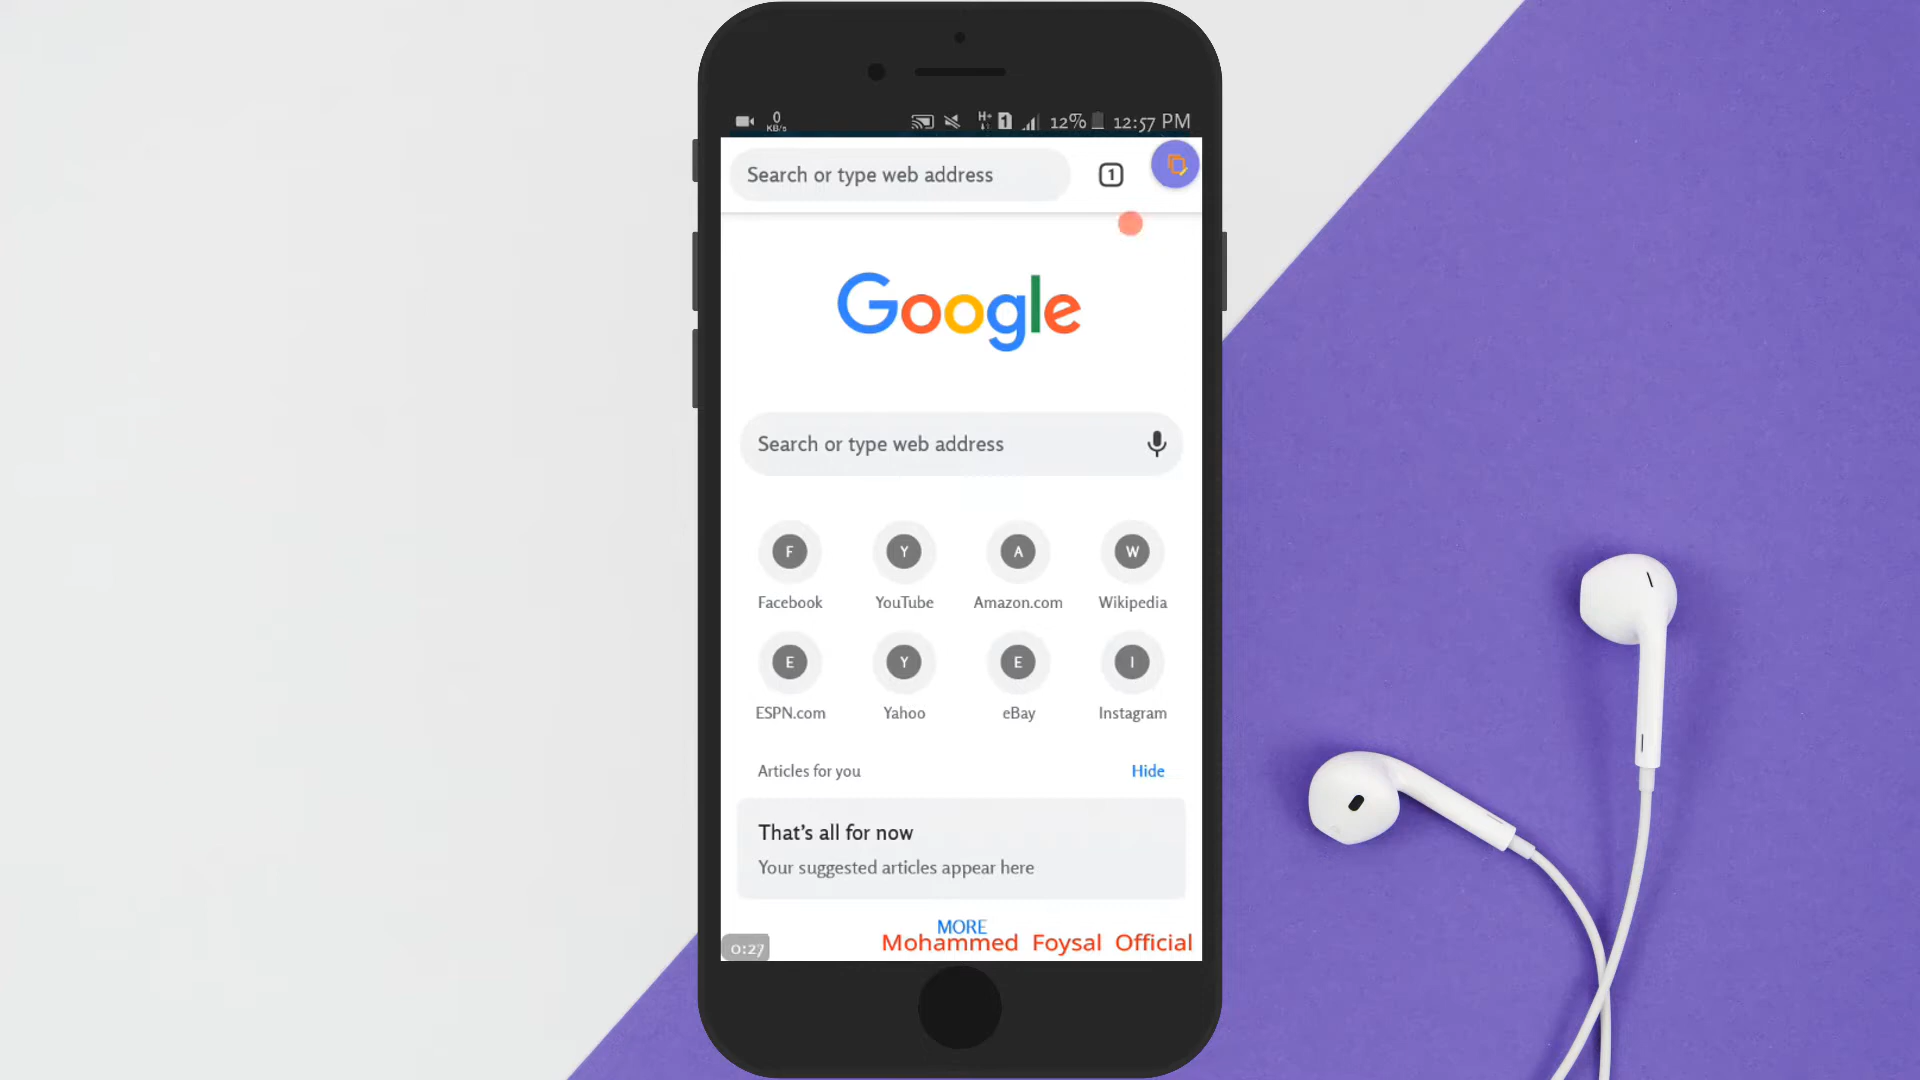 0
KB/s
H+ 1 12% 12:57 PM
Search or type web address
1
Google
Search or type web address
F Y A W
Facebook YouTube Amazon.com Wikipedia
E Y E I
ESPN.com Yahoo eBay Instagram
Articles for you Hide
That's all for now
Your suggested articles appear here
MORE
0:27 Mohammed Foysal Official